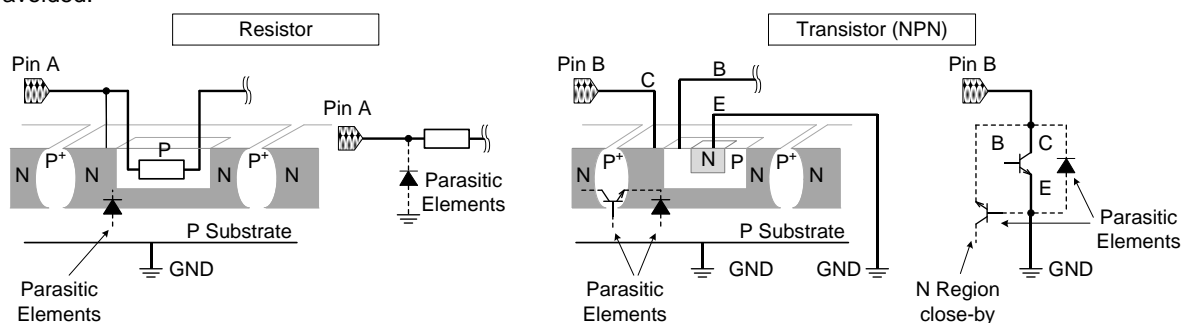 avoided.
Resistor
Transistor (NPN)
Pin A
Pin A
P
N P+ N P+ N
Parasitic
Elements
P Substrate
GND
Parasitic
Elements
Pin B
C
B
E
N P+ N N P P+ N
P Substrate
GND
GND
Parasitic
Elements
Pin B
B
C
E
Parasitic
Elements
GND
N Region
close-by